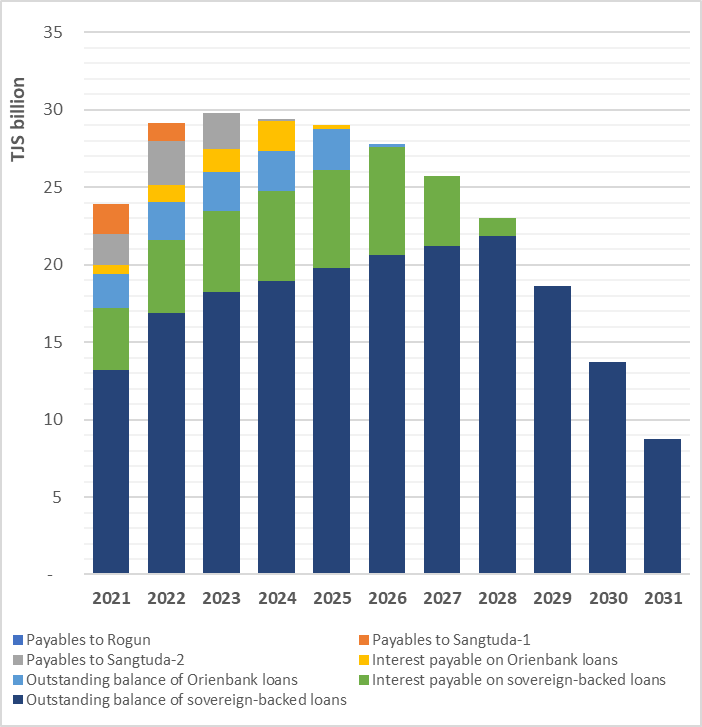 TJS billion
35
30
25
20
15
10
5
-
2021 2022 2023 2024 2025 2026 2027 2028 2029 2030 2031
Payables to Rogun
Payables to Sangtuda-1
Payables to Sangtuda-2
Interest payable on Orienbank loans
Outstanding balance of Orienbank loans
Interest payable on sovereign-backed loans
Outstanding balance of sovereign-backed loans